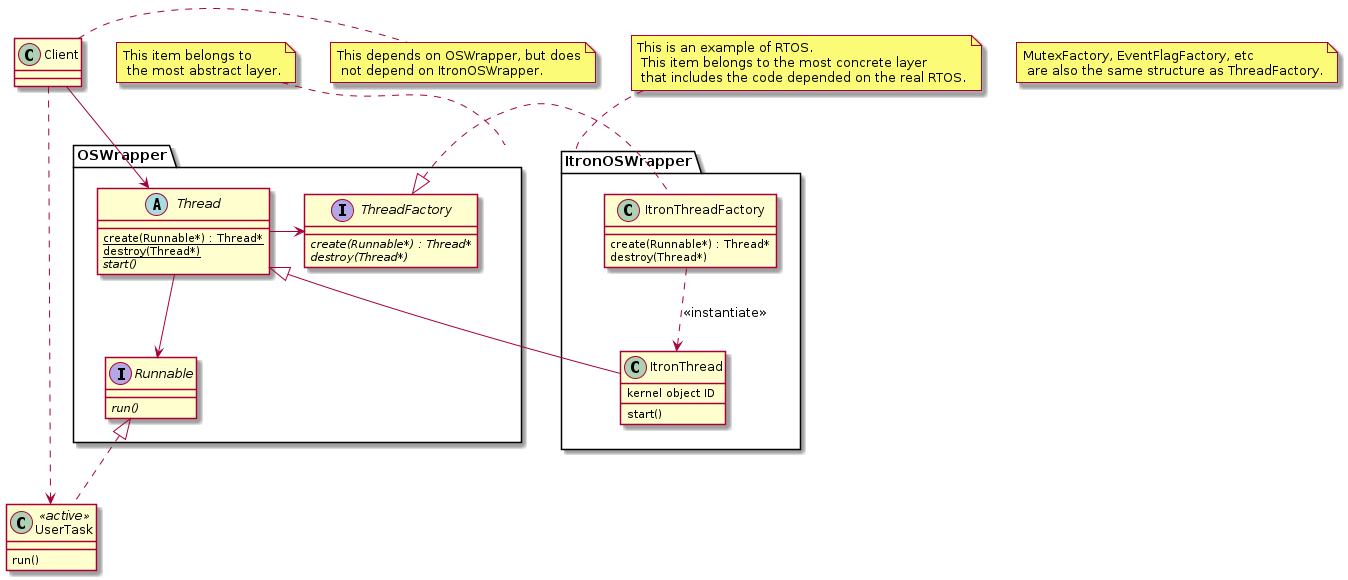 C Client
This item belongs to
the most abstract layer.
This depends on OSWrapper, but does
not depend on ItronOSWrapper.
This is an example of RTOS.
This item belongs to the most concrete layer
that includes the code depended on the real RTOS.
MutexFactory, EventFlagFactory, etc
are also the same structure as ThreadFactory.
OSWrapper
A Thread
create(Runnable*) : Thread*
destroy(Thread*)
start()
I ThreadFactory
create(Runnable*) : Thread*
destroy(Thread*)
I Runnable
run()
ItronOSWrapper
C ItronThreadFactory
create(Runnable*) : Thread*
destroy(Thread*)
«instantiate»
C ItronThread
kernel object ID
start()
C «active»
UserTask
run()